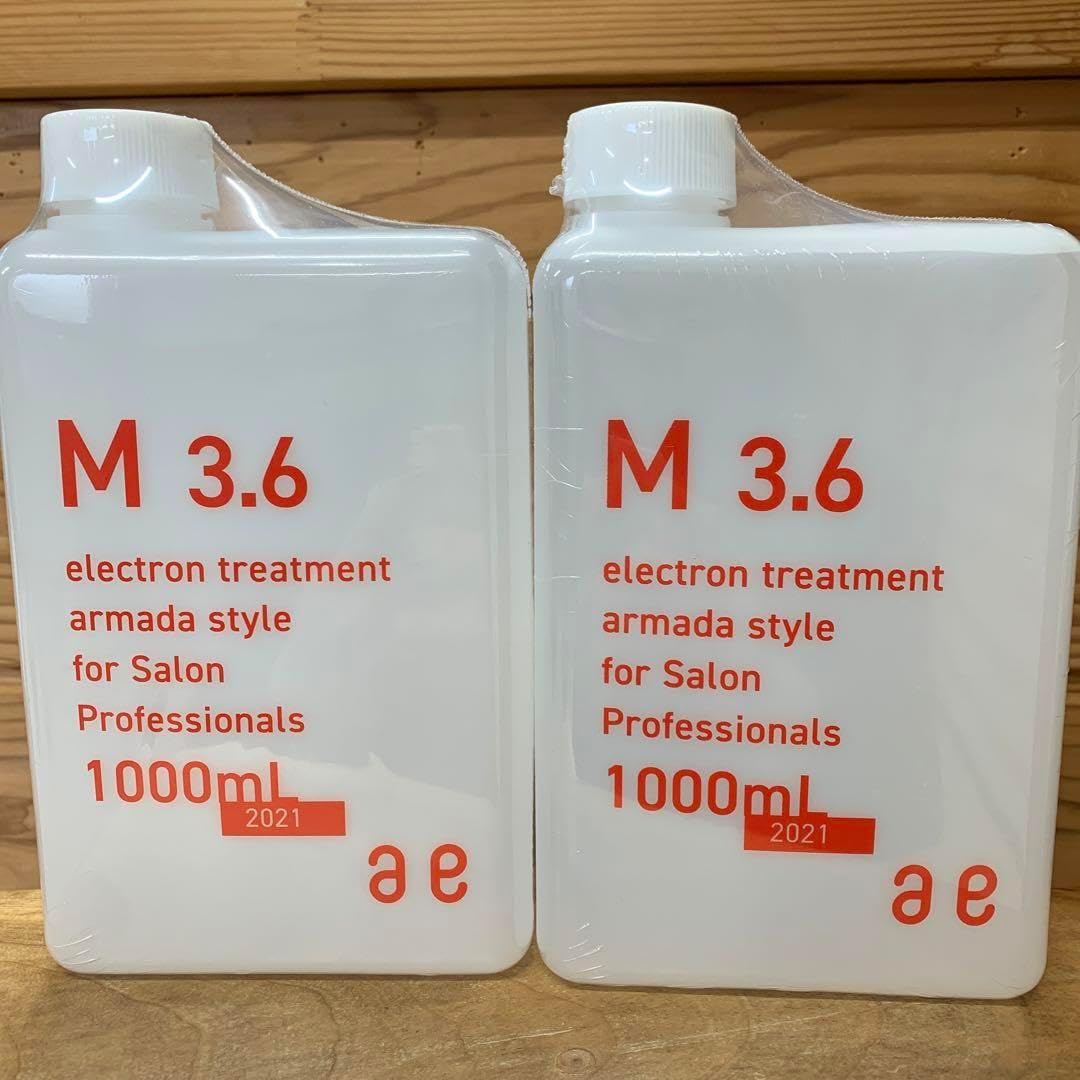 M 3.6
electron treatment
armada style
for Salon
Professionals
1000ml
2021
ae
M 3.6
electron treatment
armada style
for Salon
Professionals
1000ml
2021
ae